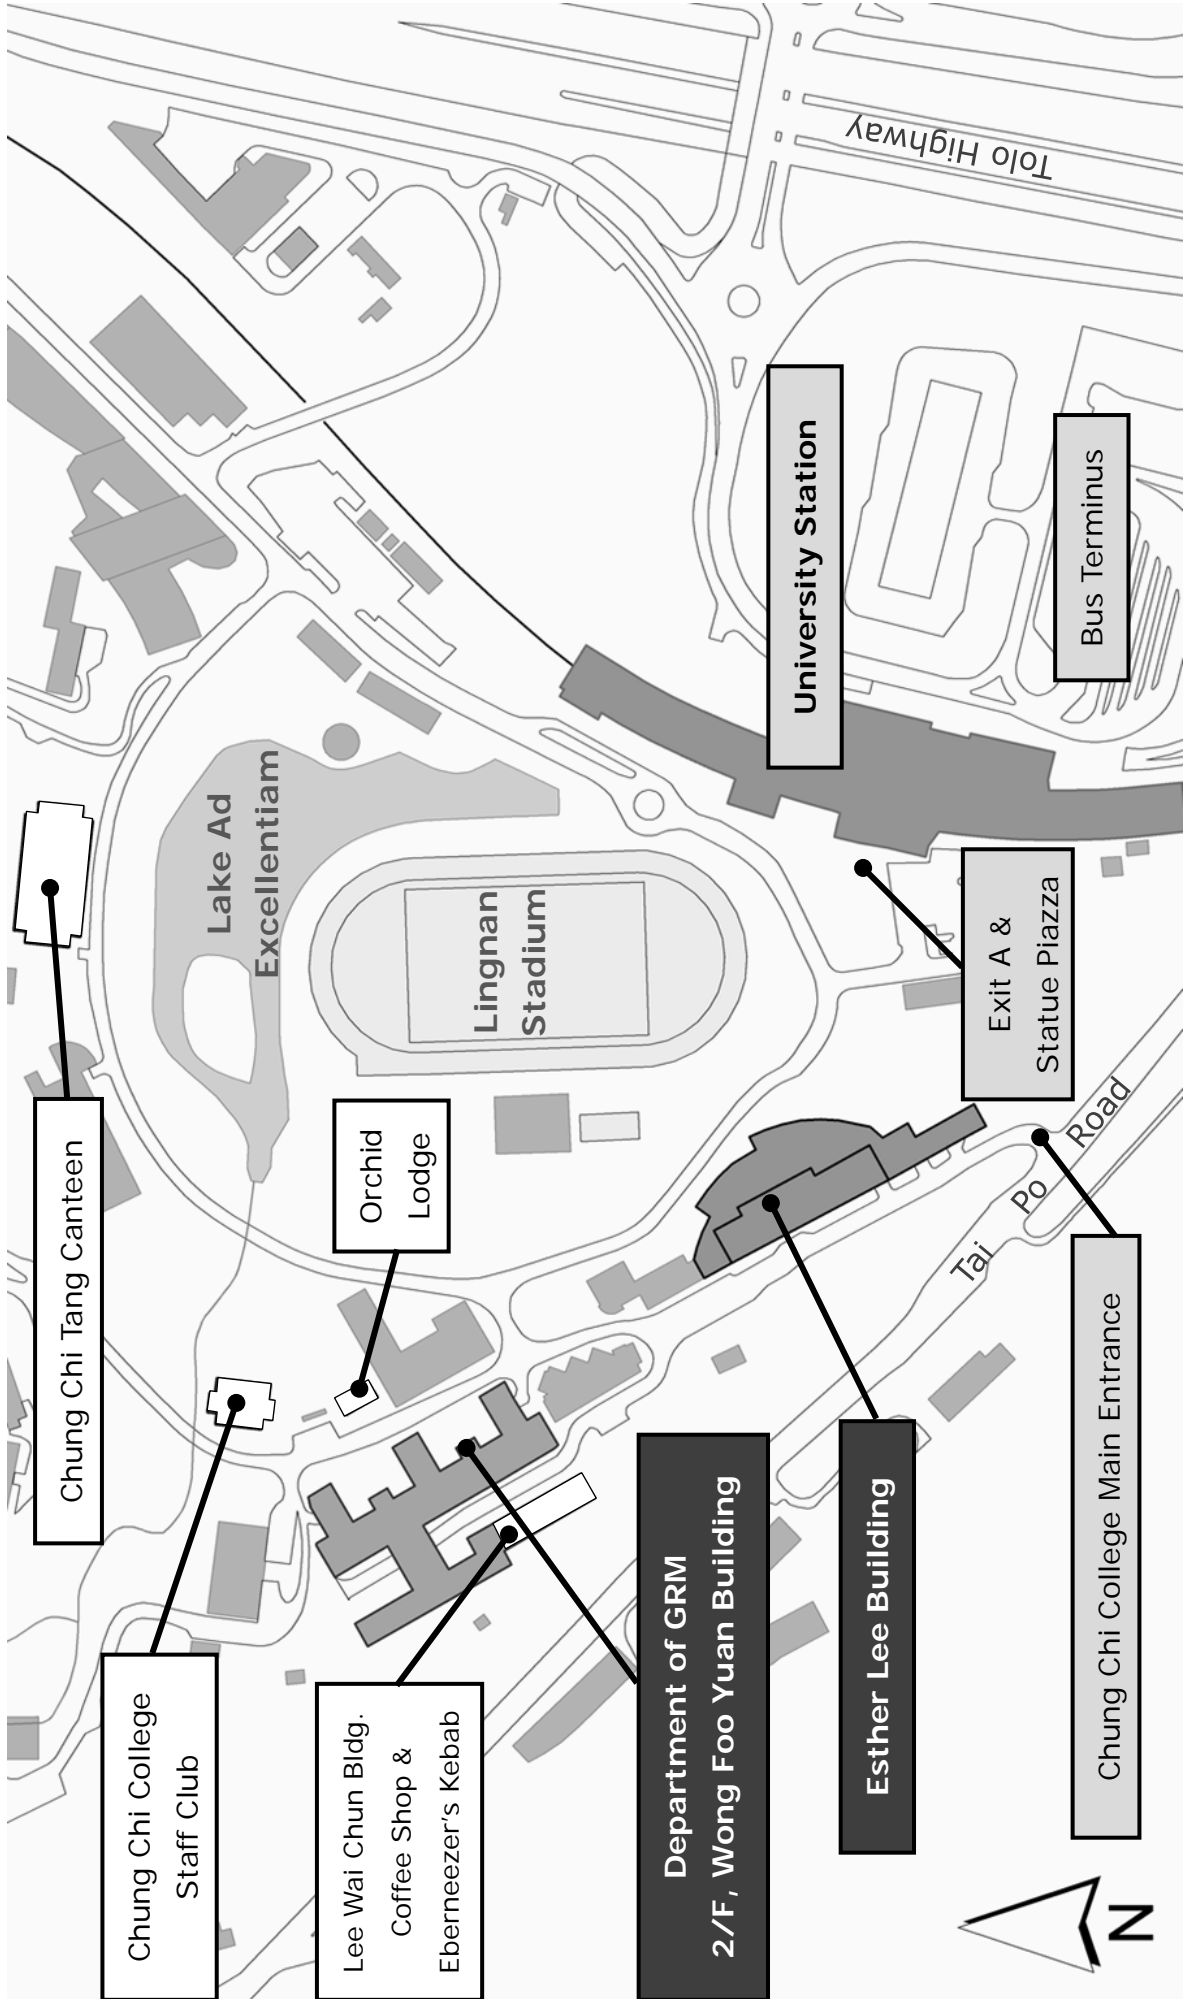 Chung Chi Tang Canteen
Chung Chi College
Staff Club
Lee Wai Chun Bldg.
Coffee Shop &
Eberneezer's Kebab
Orchid
Lodge
Lake Ad
Excellentiam
Lingnan
Stadium
Department of GRM
2/F, Wong Foo Yuan Building
Esther Lee Building
Chung Chi College Main Entrance
Exit A &
Statue Piazza
University Station
Bus Terminus
Tai Po Road
Tolo Highway
N